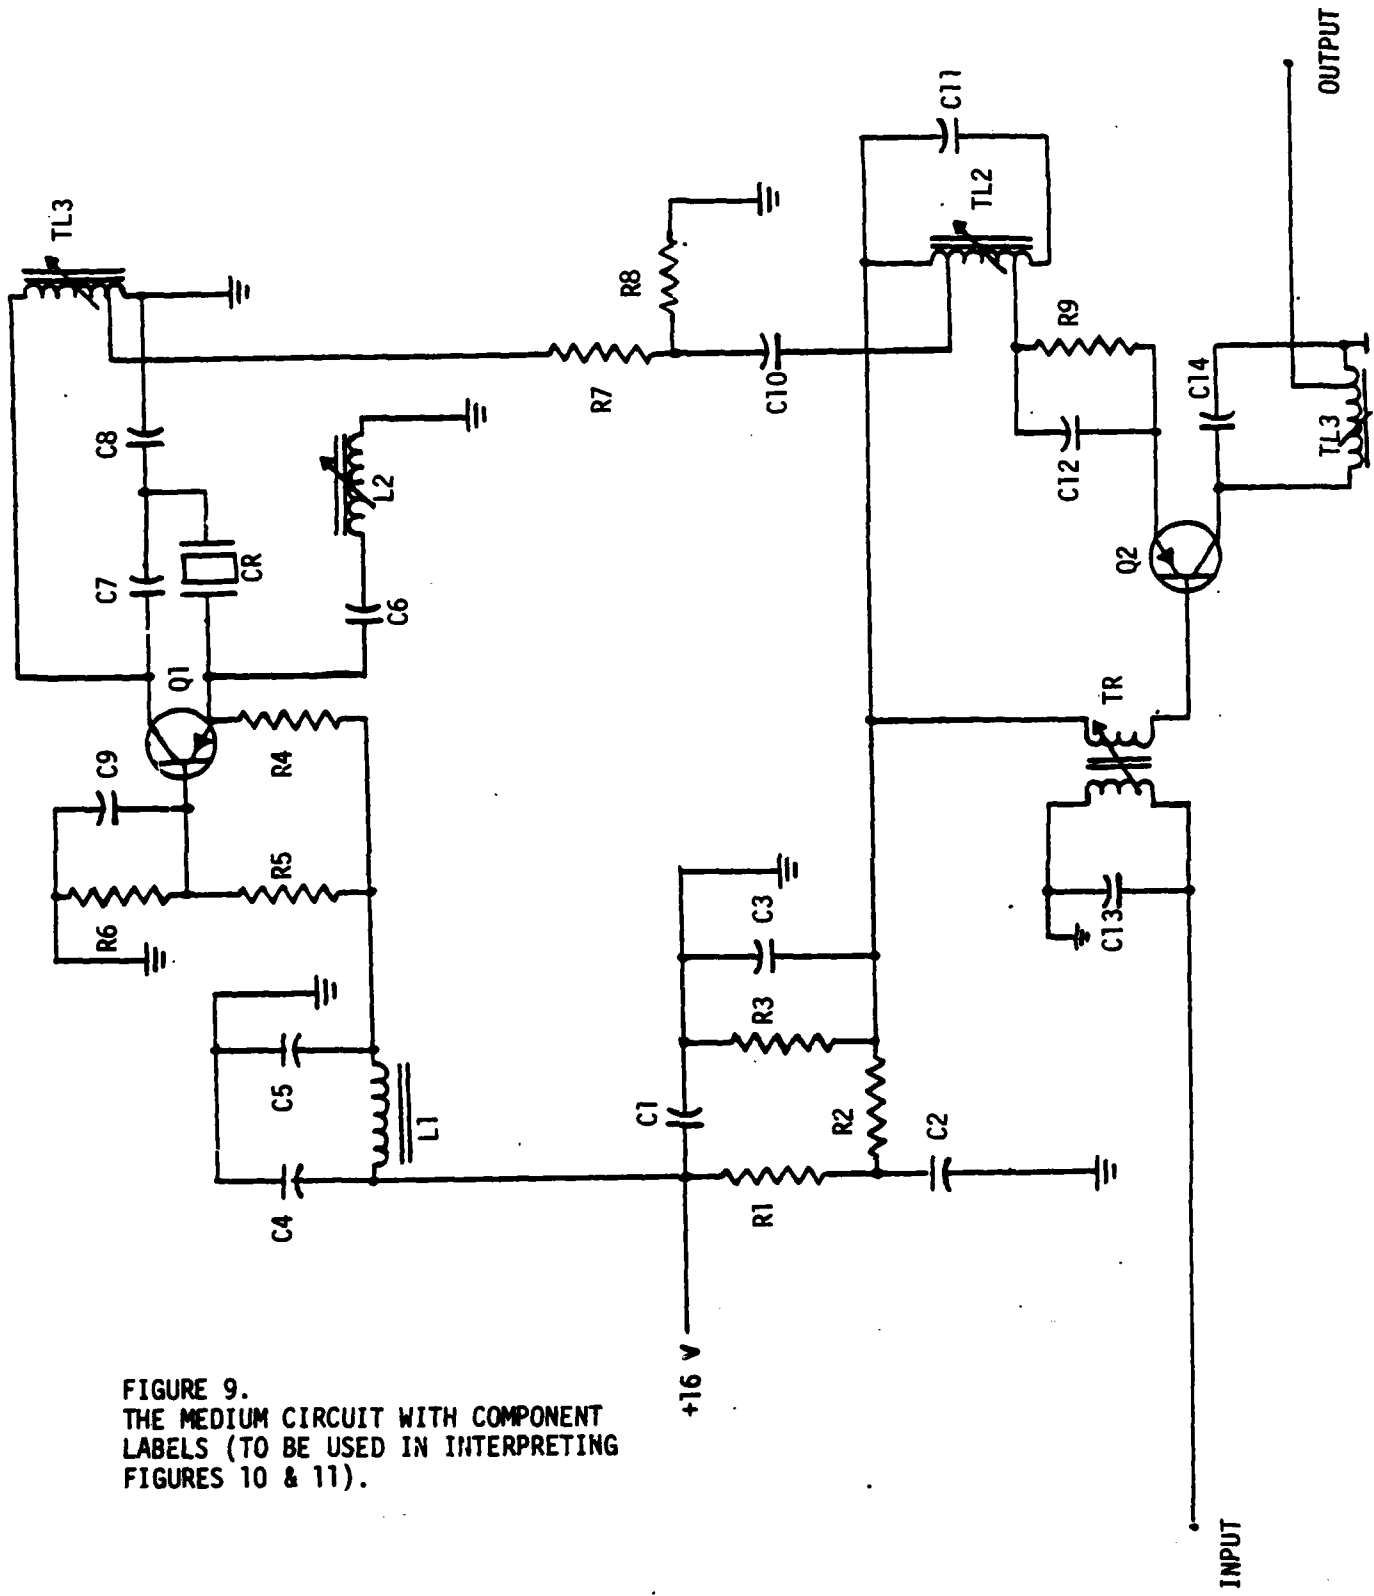 TL3
C7
C8
CR
Q1
C9
R4
R5
R6
C6
L2
C5
C4
L1
R7
R8
C10
C11
TL2
R9
C12
C14
TL3
Q2
TR
C13
C1
C3
R3
R2
R1
C2
+16 V
INPUT
OUTPUT
FIGURE 9.
THE MEDIUM CIRCUIT WITH COMPONENT
LABELS (TO BE USED IN INTERPRETING
FIGURES 10 & 11).